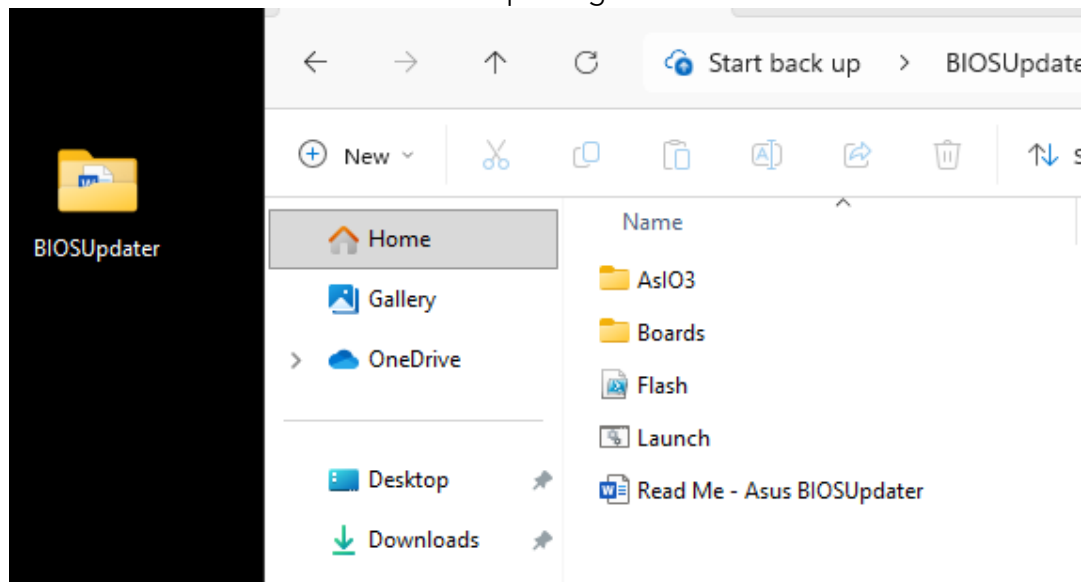 Start back up > BIOSUpdate
New
Name
Home
BIOSUpdater
AsIO3
Gallery
Boards
OneDrive
Flash
Launch
Desktop
Read Me - Asus BIOSUpdater
Downloads